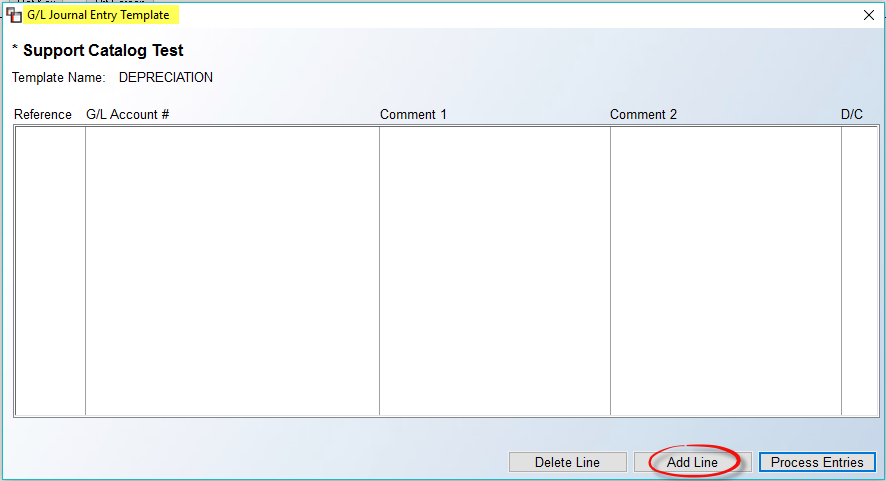 G/L Journal Entry Template
* Support Catalog Test
Template Name: DEPRECIATION
Reference G/L Account # Comment 1 Comment 2 D/C
Delete Line Add Line Process Entries